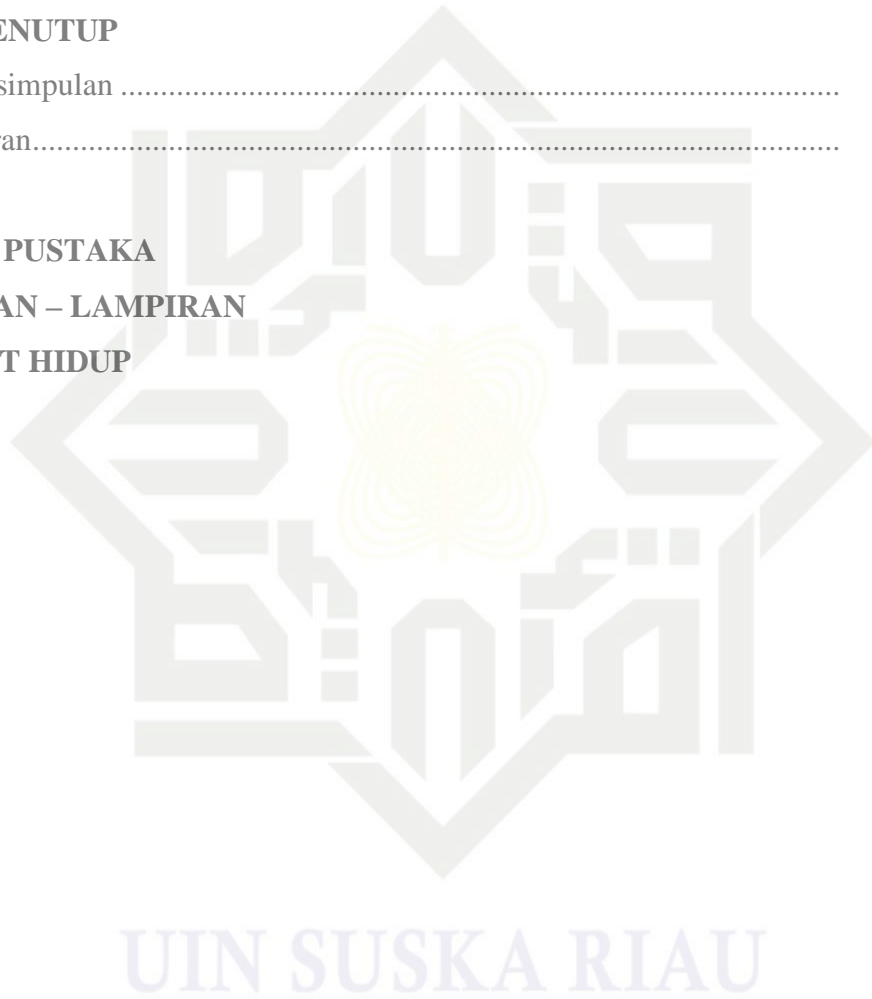 ENUTUP
simpulan ..........................................................................................
ran.....................................................................................................
PUSTAKA
AN – LAMPIRAN
T HIDUP
UIN SUSKA RIAU